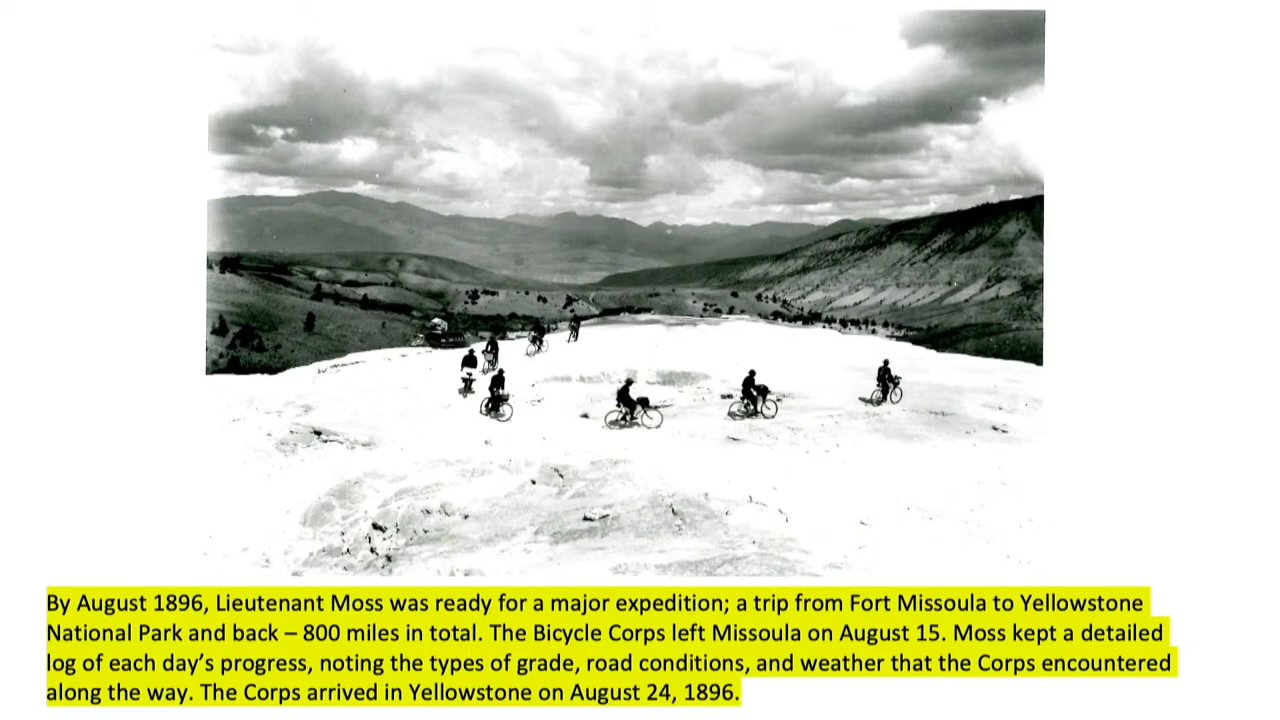 By August 1896, Lieutenant Moss was ready for a major expedition; a trip from Fort Missoula to Yellowstone
National Park and back – 800 miles in total. The Bicycle Corps left Missoula on August 15. Moss kept a detailed
log of each day’s progress, noting the types of grade, road conditions, and weather that the Corps encountered
along the way. The Corps arrived in Yellowstone on August 24, 1896.